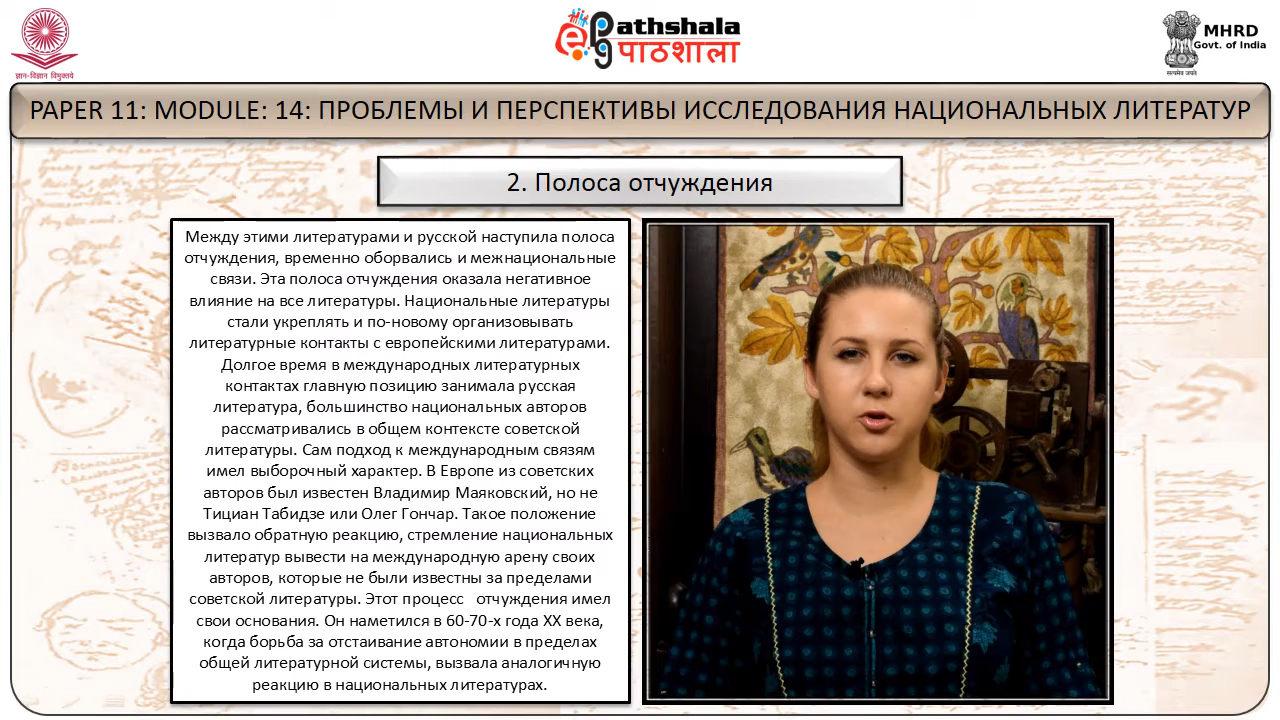 ज्ञान-विज्ञान विमुक्तये
ePG Pathshala
पाठशाला
MHRD
Govt. of India
सत्यमेव जयते
PAPER 11: MODULE: 14: ПРОБЛЕМЫ И ПЕРСПЕКТИВЫ ИССЛЕДОВАНИЯ НАЦИОНАЛЬНЫХ ЛИТЕРАТУР
2. Полоса отчуждения
Между этими литературами и русской наступила полоса
отчуждения, временно оборвались и межнациональные
связи. Эта полоса отчуждения оказала негативное
влияние на все литературы. Национальные литературы
стали укреплять и по-новому организовывать
литературные контакты с европейскими литературами.
Долгое время в международных литературных
контактах главную позицию занимала русская
литература, большинство национальных авторов
рассматривались в общем контексте советской
литературы. Сам подход к международным связям
имел выборочный характер. В Европе из советских
авторов был известен Владимир Маяковский, но не
Тициан Табидзе или Олег Гончар. Такое положение
вызвало обратную реакцию, стремление национальных
литератур вывести на международную арену своих
авторов, которые не были известны за пределами
советской литературы. Этот процесс отчуждения имел
свои основания. Он наметился в 60-70-х года XX века,
когда борьба за отстаивание автономии в пределах
общей литературной системы, вызвала аналогичную
реакцию в национальных литературах.